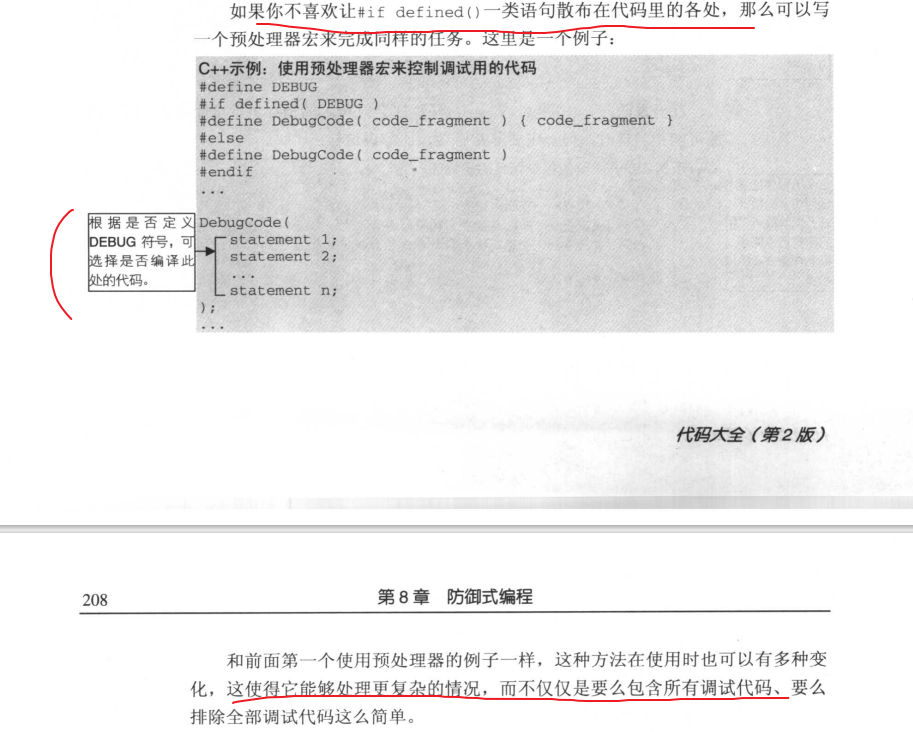 如果你不喜欢让#if defined()一类语句散布在代码里的各处，那么可以写
一个预处理器宏来完成同样的任务。这里是一个例子：
C++示例：使用预处理器宏来控制调试用的代码
#define DEBUG
#if defined( DEBUG )
#define DebugCode( code_fragment ) { code_fragment }
#else
#define DebugCode( code_fragment )
#endif
...
根据是否定义
DEBUG 符号，可
选择是否编译此
处的代码。
DebugCode(
statement 1;
statement 2;
...
statement n;
);
...
代码大全（第2版）
208
第8章 防御式编程
和前面第一个使用预处理器的例子一样，这种方法在使用时也可以有多种变
化，这使得它能够处理更复杂的情况，而不仅仅是要么包含所有调试代码、要么
排除全部调试代码这么简单。